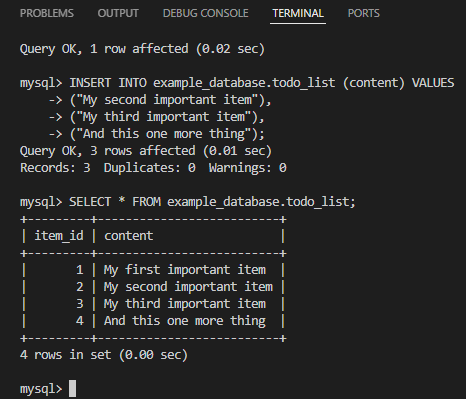 PROBLEMS OUTPUT DEBUG CONSOLE TERMINAL PORTS
Query OK, 1 row affected (0.02 sec)
mysql> INSERT INTO example_database.todo_list (content) VALUES
    -> ("My second important item"),
    -> ("My third important item"),
    -> ("And this one more thing");
Query OK, 3 rows affected (0.01 sec)
Records: 3  Duplicates: 0  Warnings: 0
mysql> SELECT * FROM example_database.todo_list;
+---------+--------------------------+
| item_id | content                  |
+---------+--------------------------+
|       1 | My first important item  |
|       2 | My second important item |
|       3 | My third important item  |
|       4 | And this one more thing  |
+---------+--------------------------+
4 rows in set (0.00 sec)
mysql>